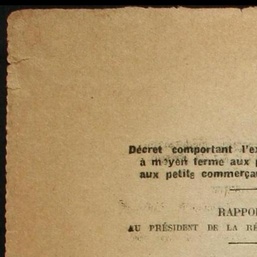 Décret comportant l'ex
à moyen terme aux p
aux petits commerça
RAPPO
AU PRÉSIDENT DE LA RÉ